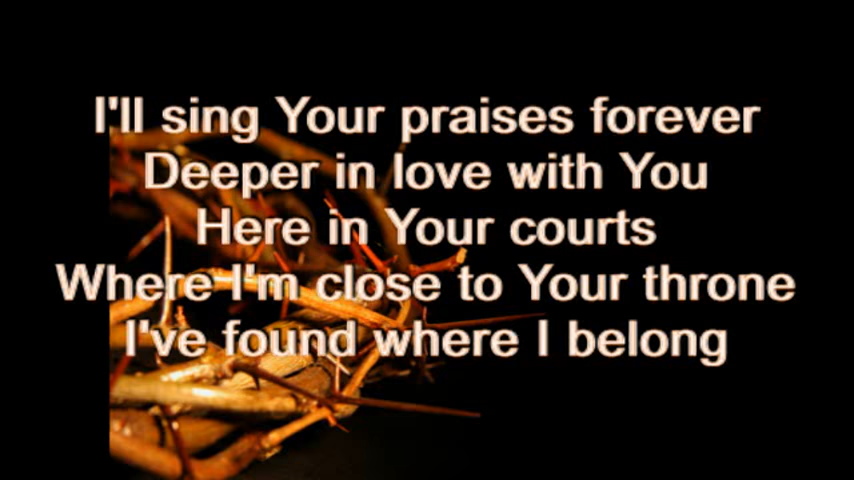 I'll sing Your praises forever
Deeper in love with You
Here in Your courts
Where I'm close to Your throne
I've found where I belong